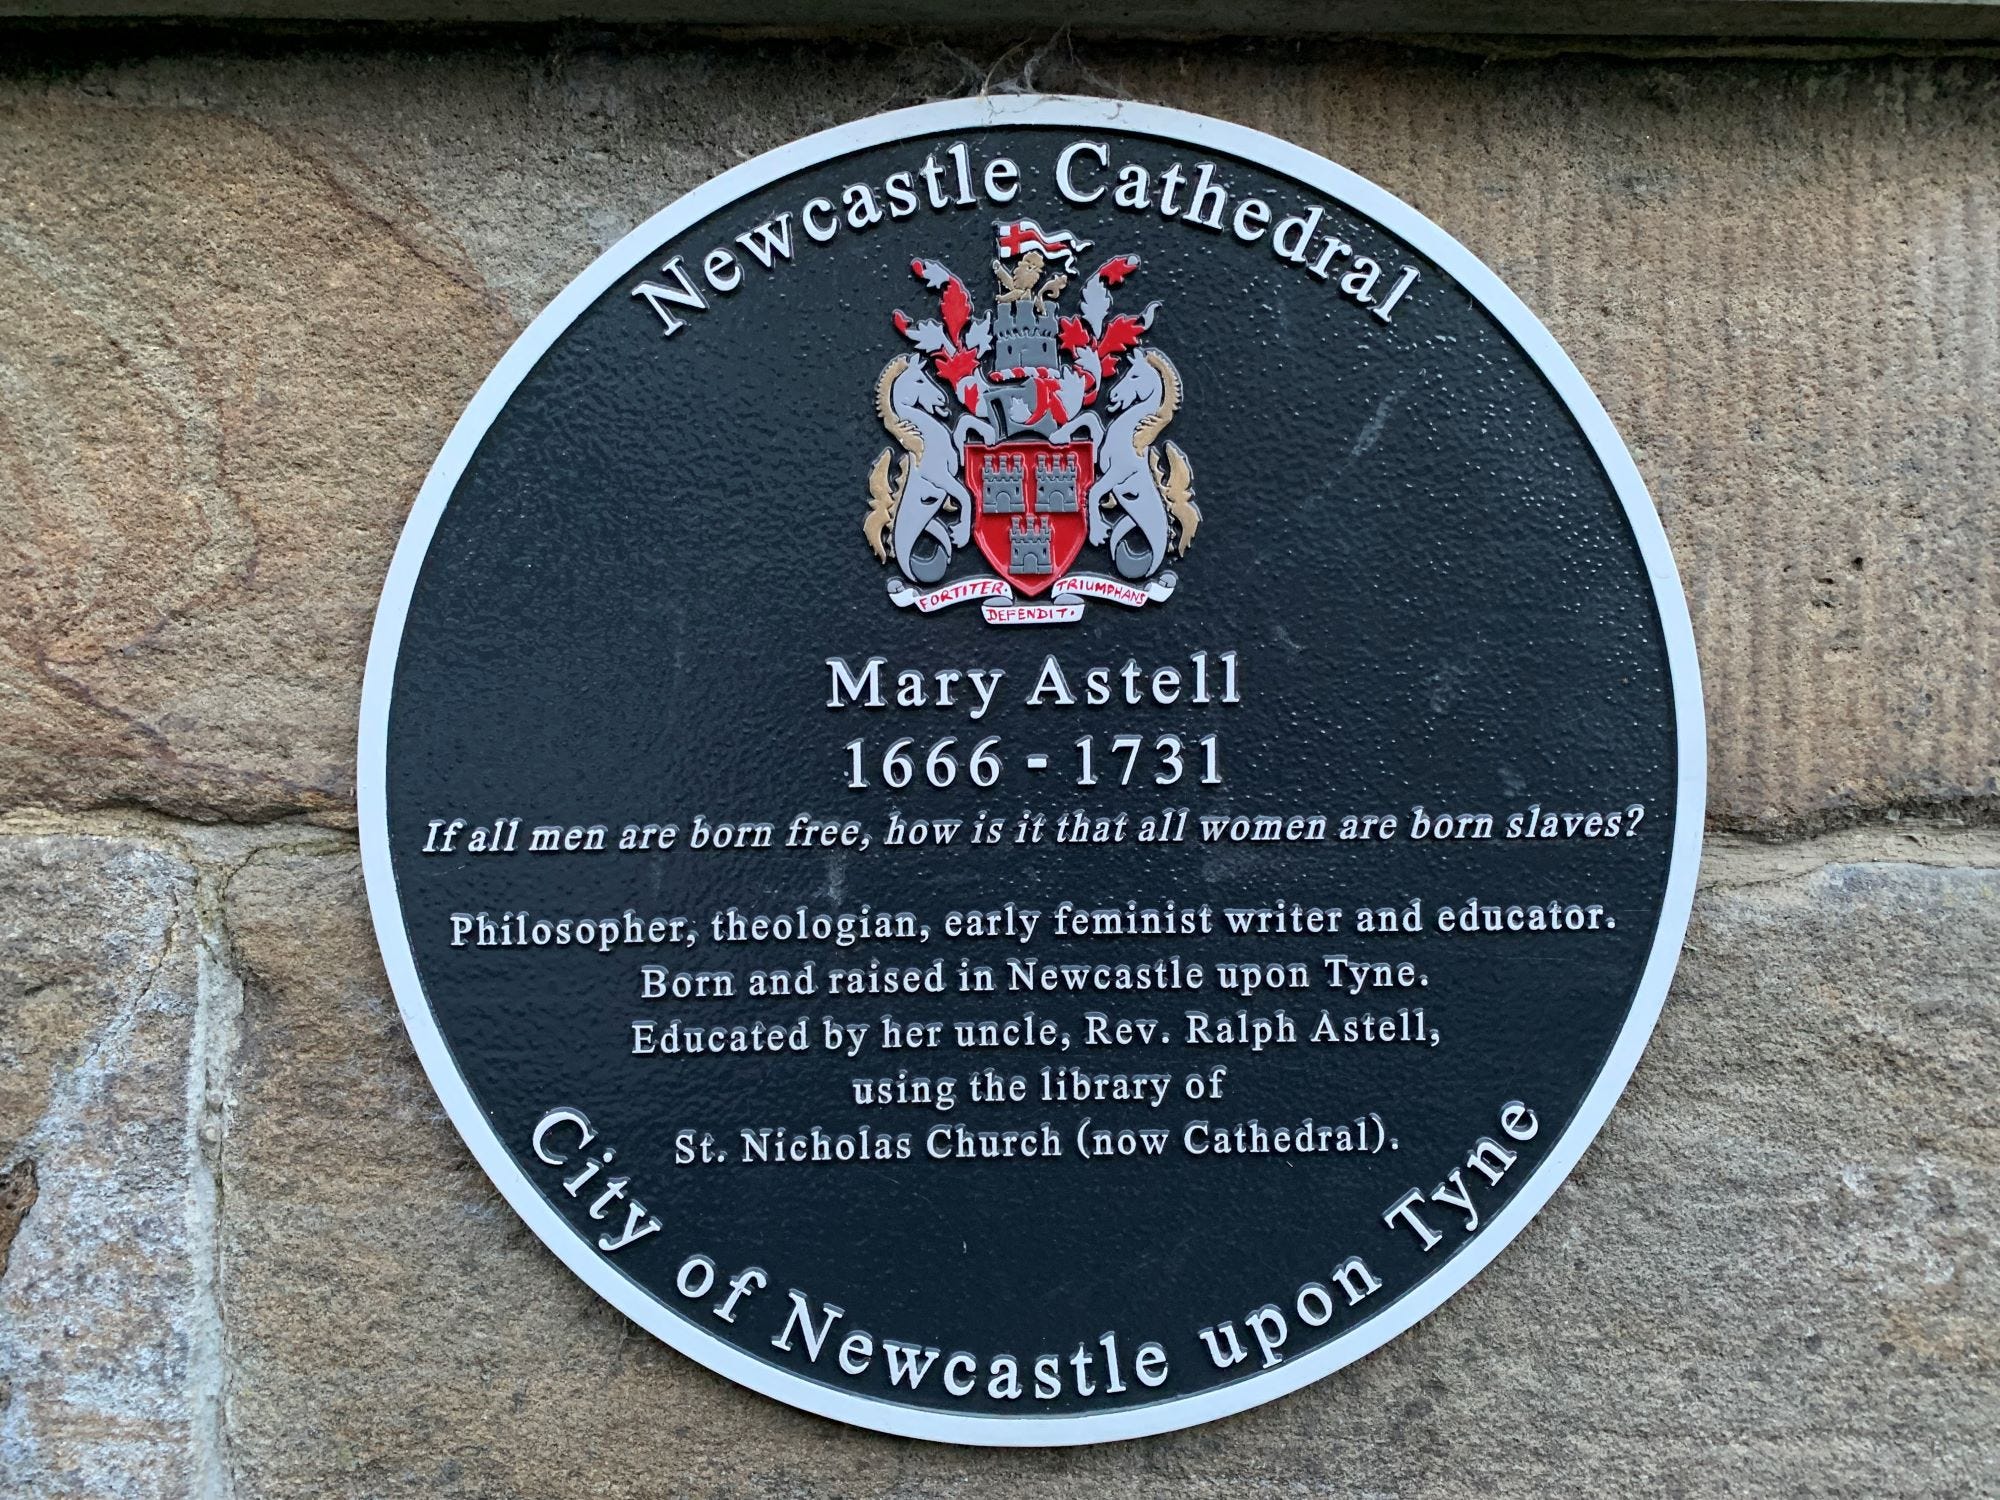 Newcastle Cathedral
FORTITER. DEFENDIT. TRIUMPHANS
Mary Astell
1666 - 1731
If all men are born free, how is it that all women are born slaves?
Philosopher, theologian, early feminist writer and educator.
Born and raised in Newcastle upon Tyne.
Educated by her uncle, Rev. Ralph Astell,
using the library of
St. Nicholas Church (now Cathedral).
City of Newcastle upon Tyne